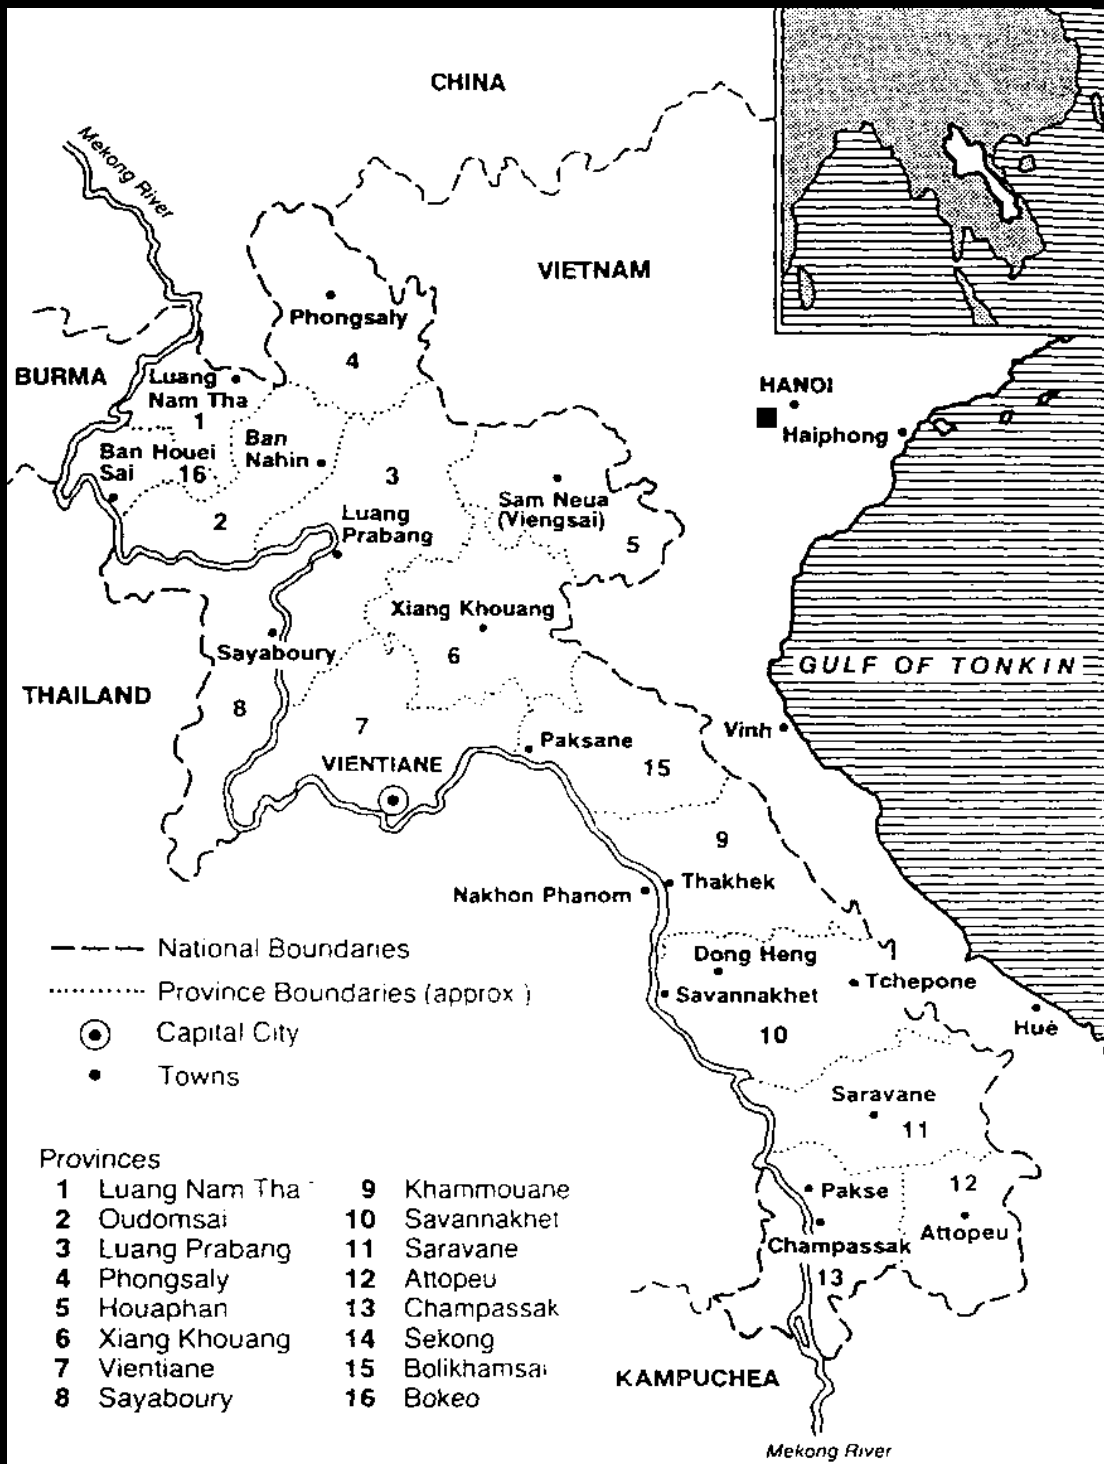 CHINA
Mekong River
VIETNAM
Phongsaly
4
BURMA
Luang
Nam Tha
1
HANOI
Haiphong
Ban Houei
Sai
16
Ban
Nahin
3
2
Luang
Prabang
Sam Neua
(Viengsai)
5
Xiang Khouang
6
Sayaboury
GULF OF TONKIN
THAILAND
8
7
Vinh
Paksane
15
VIENTIANE
9
Nakhon Phanom
Thakhek
National Boundaries
Dong Heng
Tchepone
Province Boundaries (approx )
Savannakhet
Hué
Capital City
10
Towns
Saravane
11
Provinces
1 Luang Nam Tha
2 Oudomsai
3 Luang Prabang
4 Phongsaly
5 Houaphan
6 Xiang Khouang
7 Vientiane
8 Sayaboury
9 Khammouane
10 Savannakhet
11 Saravane
12 Attopeu
13 Champassak
14 Sekong
15 Bolikhamsai
16 Bokeo
12
Pakse
Attopeu
Champassak
13
KAMPUCHEA
Mekong River